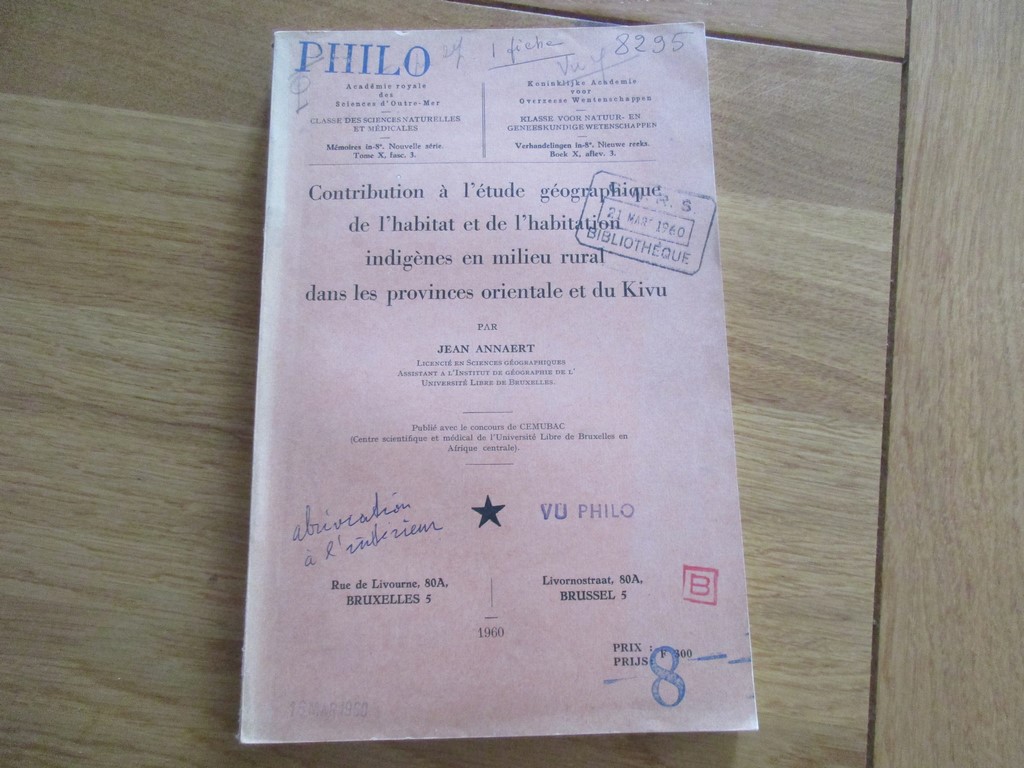 PHILO
1 fiche
8295
Académie royale
des
Sciences d'Outre-Mer
CLASSE DES SCIENCES NATURELLES
ET MÉDICALES
Mémoires in-8°. Nouvelle série.
Tome X, fasc. 3.
Koninklijke Academie
voor
Overzeese Wentenschappen
KLASSE VOOR NATUUR- EN
GENEESKUNDIGE WETENSCHAPPEN
Verhandelingen in-8°. Nieuwe reeks.
Boek X, aflev. 3.
Contribution à l'étude géographique
de l'habitat et de l'habitation
indigènes en milieu rural
dans les provinces orientale et du Kivu
21 MAR 1960
BIBLIOTHÈQUE
PAR
JEAN ANNAERT
LICENCIÉ EN SCIENCES GÉOGRAPHIQUES
ASSISTANT A L'INSTITUT DE GÉOGRAPHIE DE L'
UNIVERSITÉ LIBRE DE BRUXELLES.
Publié avec le concours de CEMUBAC
(Centre scientifique et médical de l'Université Libre de Bruxelles en
Afrique centrale).
abréviation
à l'intérieur
VU PHILO
Rue de Livourne, 80A,
BRUXELLES 5
Livornostraat, 80A,
BRUSSEL 5
B
1960
PRIX :
PRIJS
F 300
8
16 MAR 1960